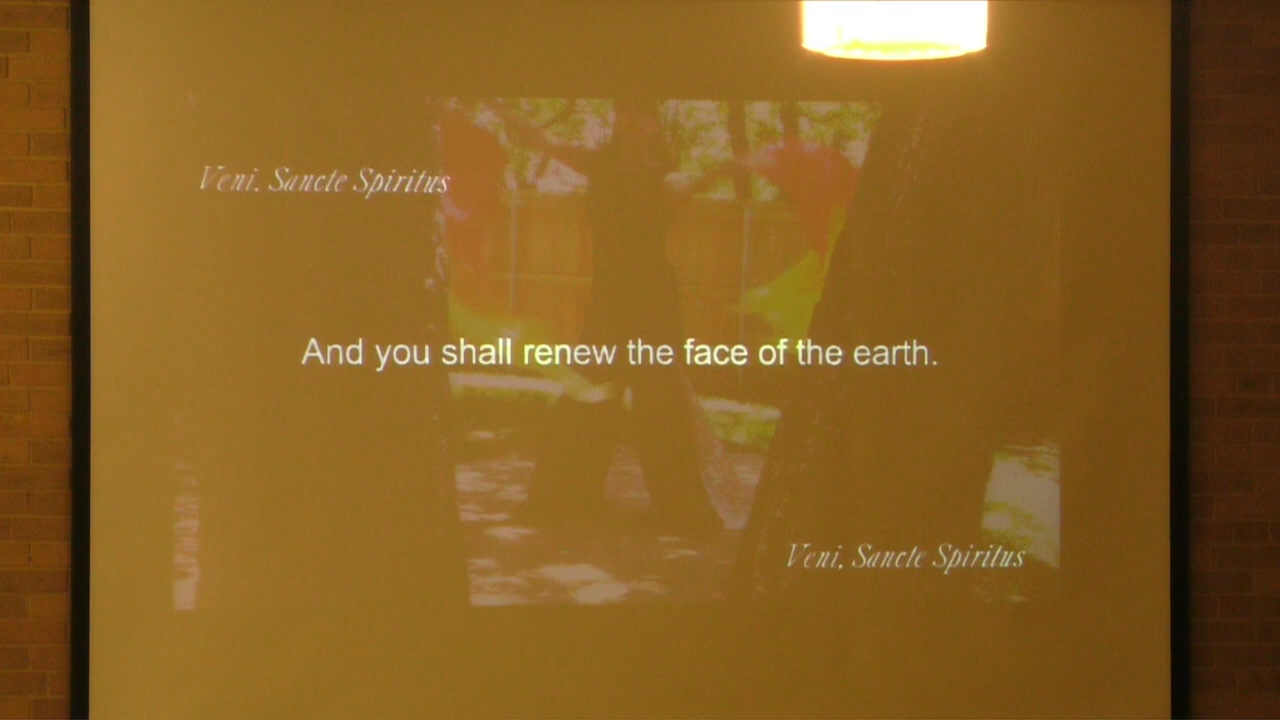 Veni, Sancte Spiritus
And you shall renew the face of the earth.
Veni, Sancte Spiritus